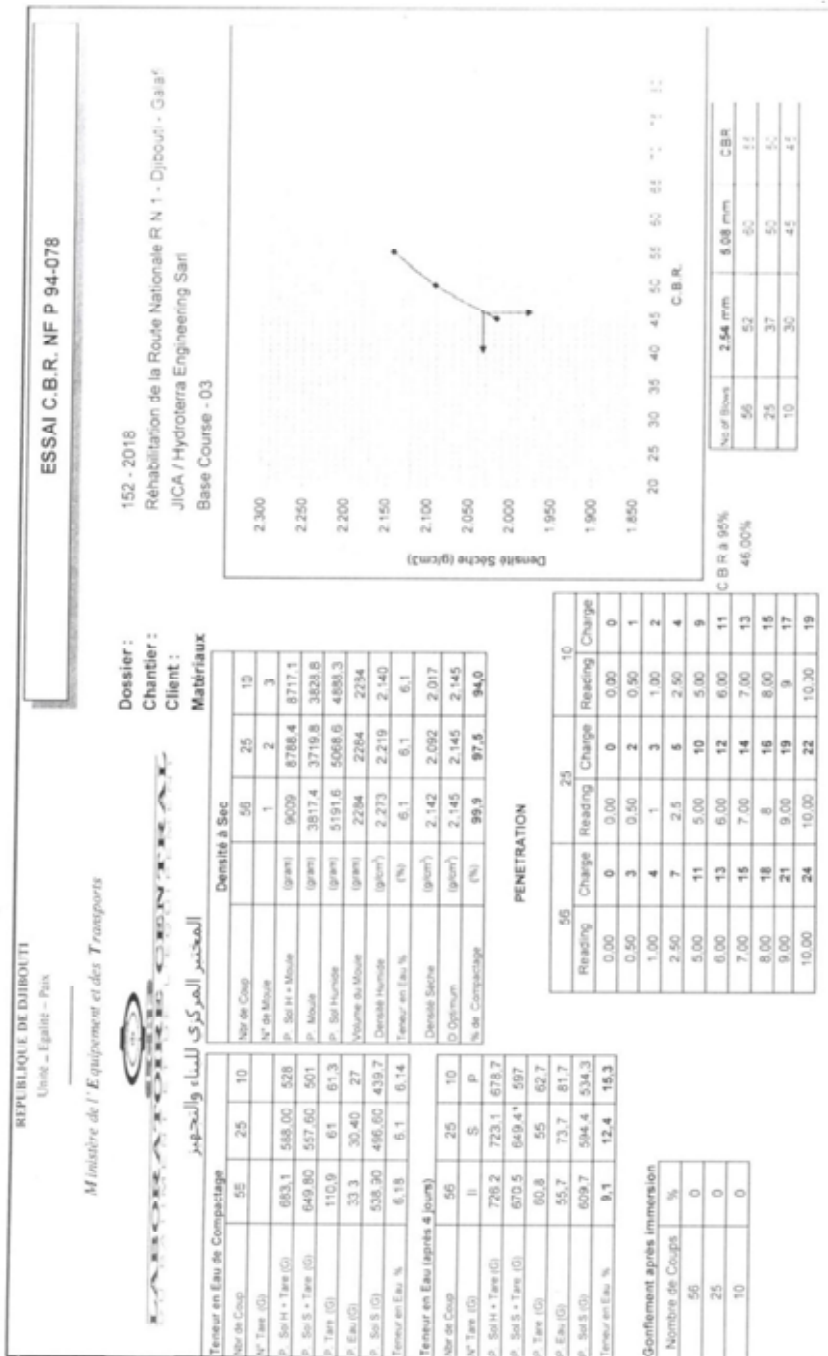 REPUBLIQUE DE DJIBOUTI
Unité – Egalité – Paix
Ministère de l'Equipement et des Transports
LABORATOIRE CENTRAL
المختبر المركزي للبناء والتجهيز
ESSAI C.B.R. NF P 94-078
Dossier : 152 - 2018
Chantier : Réhabilitation de la Route Nationale R N 1 - Djibouti - Galafi
Client : JICA / Hydroterra Engineering Sarl
Matériaux Base Course - 03
Teneur en Eau de Compactage
Nbr de Coup 56 25 10
N° Tare (G)
P. Sol H + Tare (G) 683,1 588,00 528
P. Sol S + Tare (G) 649,80 557,60 501
P. Tare (G) 110,9 61 61,3
P. Eau (G) 33,3 30,40 27
P. Sol S (G) 538,90 496,60 439,7
Teneur en Eau % 6,18 6,1 6,14
Teneur en Eau (après 4 jours)
Nbr de Coup 56 25 10
N° Tare (G) II S P
P. Sol H + Tare (G) 726,2 723,1 678,7
P. Sol S + Tare (G) 670,5 649,41 597
P. Tare (G) 60,8 55 62,7
P. Eau (G) 55,7 73,7 81,7
P. Sol S (G) 609,7 594,4 534,3
Teneur en Eau % 9,1 12,4 15,3
Gonflement après immersion
Nombre de Coups %
56 0
25 0
10 0
Densité à Sec
Nbr de Coup 56 25 10
N° de Moule 1 2 3
P. Sol H + Moule (gram) 9009 8788,4 8717,1
P. Moule (gram) 3817,4 3719,8 3828,8
P. Sol Humide (gram) 5191,6 5068,6 4888,3
Volume du Moule (gram) 2284 2284 2284
Densité Humide (g/cm³) 2,273 2,219 2,140
Teneur en Eau % (%) 6,1 6,1 6,1
Densité Sèche (g/cm³) 2,142 2,092 2,017
D Optimum (g/cm³) 2,145 2,145 2,145
% de Compactage (%) 99,9 97,5 94,0
PENETRATION
56 25 10
Reading Charge Reading Charge Reading Charge
0,00 0 0,00 0 0,00 0
0,50 3 0,50 2 0,50 1
1,00 4 1 3 1,00 2
2,50 7 2,5 5 2,50 4
5,00 11 5,00 10 5,00 9
6,00 13 6,00 12 6,00 11
7,00 15 7,00 14 7,00 13
8,00 18 8 16 8,00 15
9,00 21 9,00 19 9 17
10,00 24 10,00 22 10,00 19
Densité Sèche (g/cm3)
2.300
2.250
2.200
2.150
2.100
2.050
2.000
1.950
1.900
1.850
20 25 30 35 40 45 50 55 60 65 70 75 80
C.B.R.
C B R à 95%
46.00%
No of Blows 2.54 mm 5.08 mm CBR
56 52 60 55
25 37 50 50
10 30 45 45